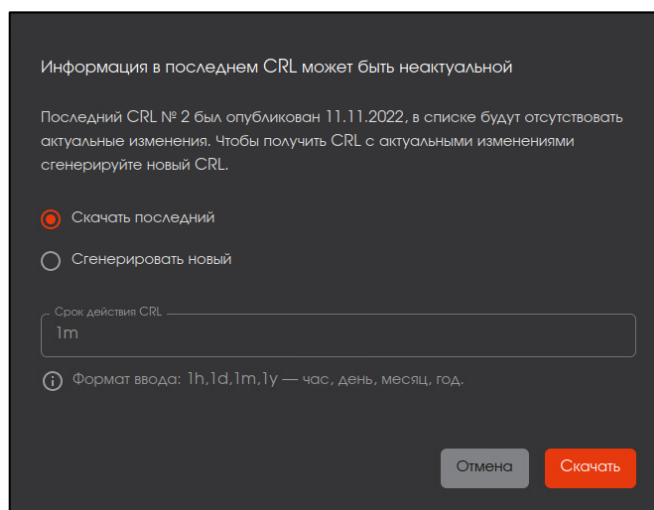 Информация в последнем CRL может быть неактуальной
Последний CRL № 2 был опубликован 11.11.2022, в списке будут отсутствовать
актуальные изменения. Чтобы получить CRL с актуальными изменениями
сгенерируйте новый CRL.
Скачать последний
Сгенерировать новый
Срок действия CRL
1m
Формат ввода: 1h,1d,1m,1y — час, день, месяц, год.
Отмена
Скачать